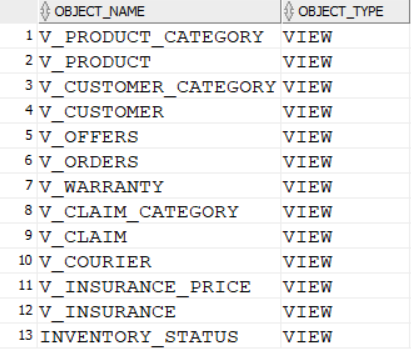 OBJECT_NAME OBJECT_TYPE
1 V_PRODUCT_CATEGORY VIEW
2 V_PRODUCT VIEW
3 V_CUSTOMER_CATEGORY VIEW
4 V_CUSTOMER VIEW
5 V_OFFERS VIEW
6 V_ORDERS VIEW
7 V_WARRANTY VIEW
8 V_CLAIM_CATEGORY VIEW
9 V_CLAIM VIEW
10 V_COURIER VIEW
11 V_INSURANCE_PRICE VIEW
12 V_INSURANCE VIEW
13 INVENTORY_STATUS VIEW